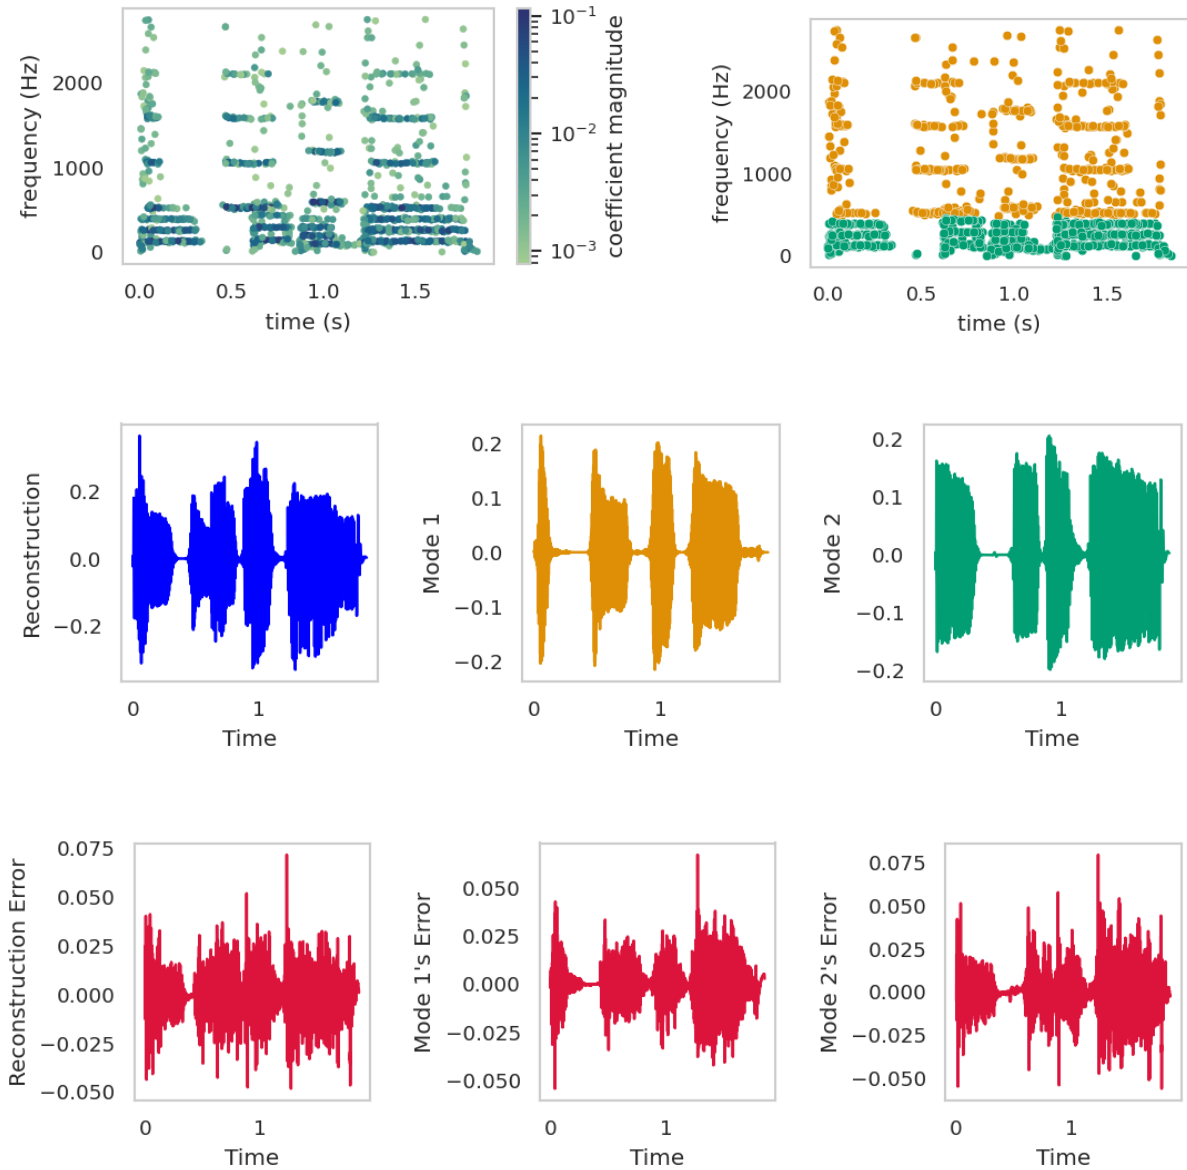 frequency (Hz)
2000
1000
0
0.0 0.5 1.0 1.5
time (s)
10⁻¹
10⁻²
10⁻³
coefficient magnitude
frequency (Hz)
2000
1000
0
0.0 0.5 1.0 1.5
time (s)
Reconstruction
0.2
0.0
−0.2
0 1
Time
Mode 1
0.2
0.1
0.0
−0.1
−0.2
0 1
Time
Mode 2
0.2
0.1
0.0
−0.1
−0.2
0 1
Time
Reconstruction Error
0.075
0.050
0.025
0.000
−0.025
−0.050
0 1
Time
Mode 1's Error
0.050
0.025
0.000
−0.025
−0.050
0 1
Time
Mode 2's Error
0.075
0.050
0.025
0.000
−0.025
−0.050
0 1
Time